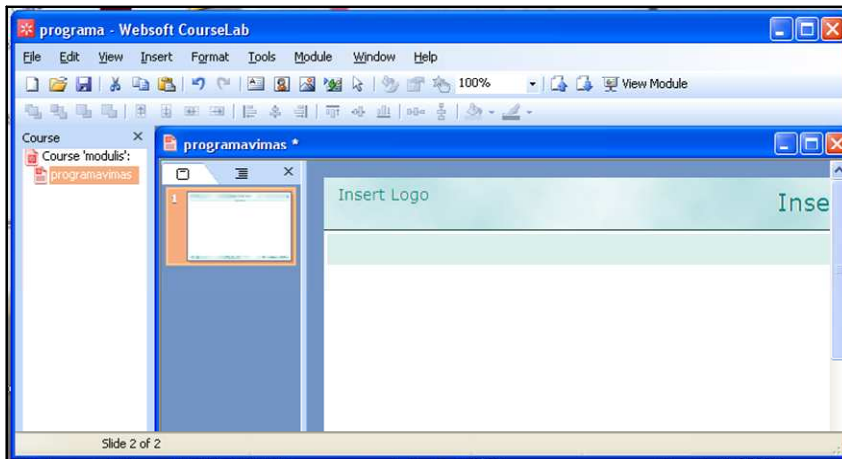 programa - Websoft CourseLab
File Edit View Insert Format Tools Module Window Help
100% View Module
Course
programavimas *
Course 'modulis':
programavimas
1
Insert Logo
Inse
Slide 2 of 2